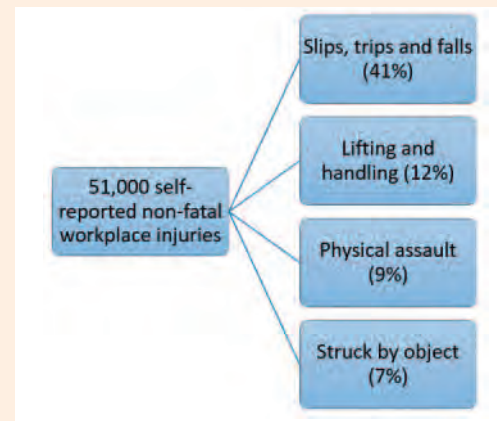 51,000 self-
reported non-fatal
workplace injuries
Slips, trips and falls
(41%)
Lifting and
handling (12%)
Physical assault
(9%)
Struck by object
(7%)